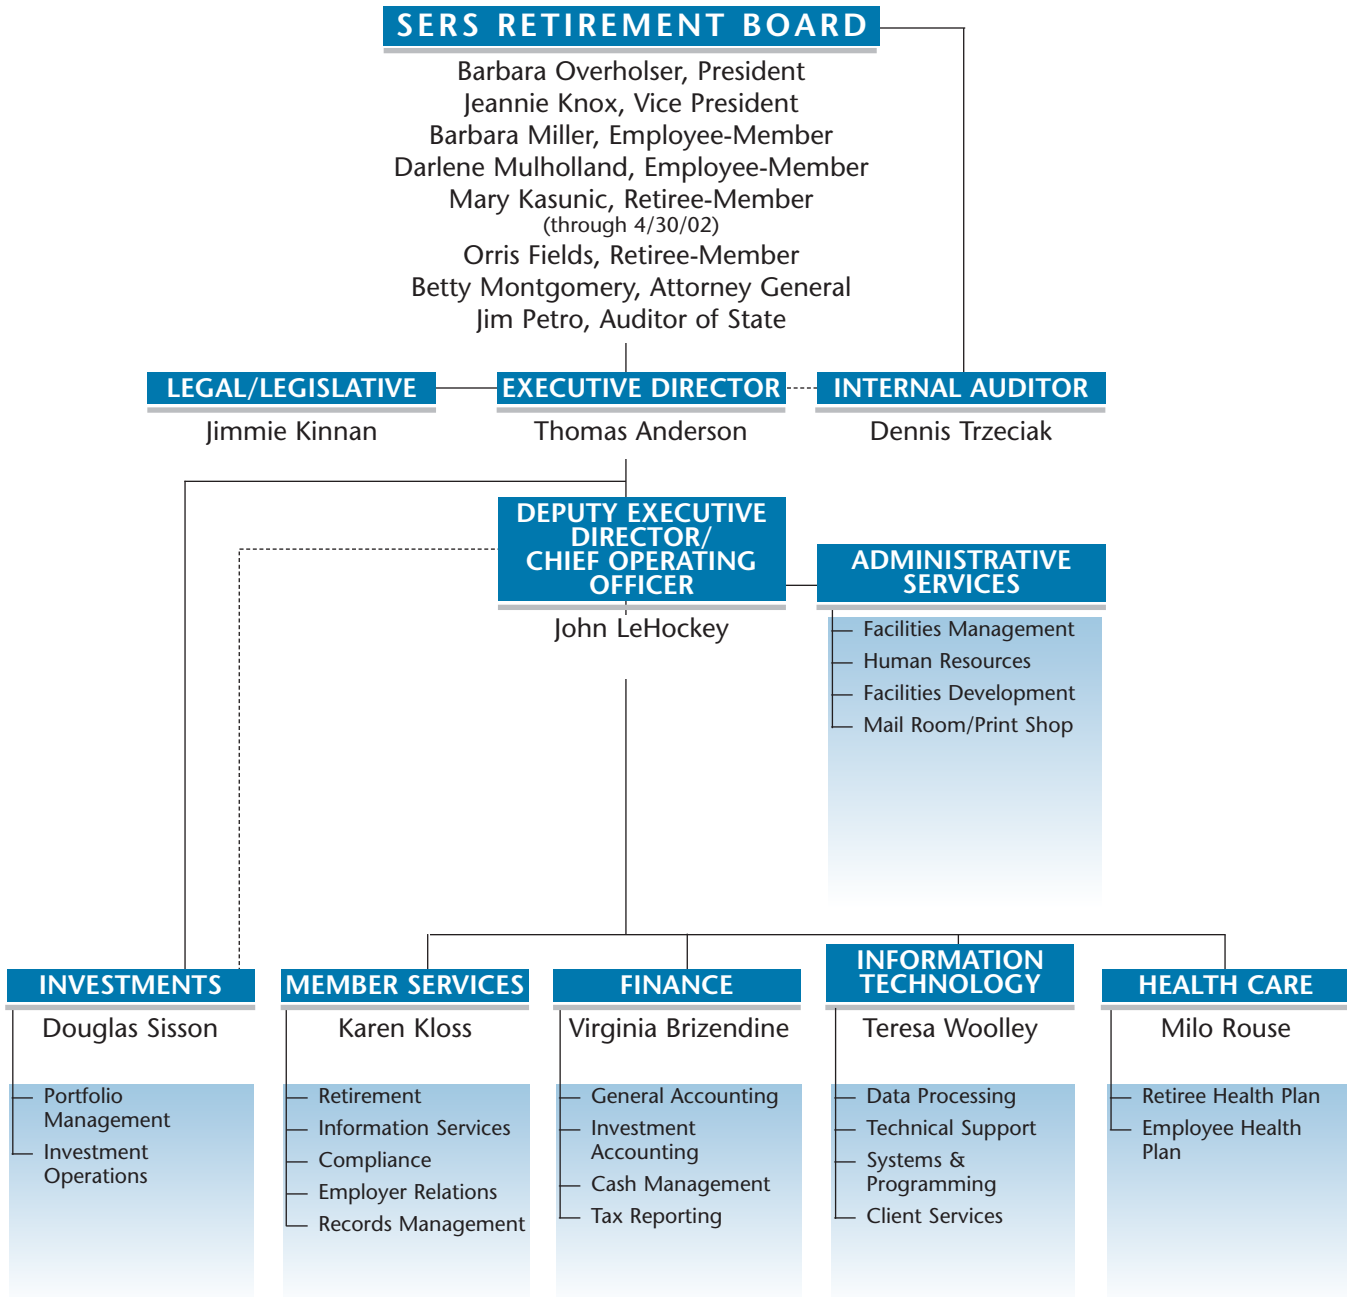 SERS RETIREMENT BOARD
Barbara Overholser, President
Jeannie Knox, Vice President
Barbara Miller, Employee-Member
Darlene Mulholland, Employee-Member
Mary Kasunic, Retiree-Member
(through 4/30/02)
Orris Fields, Retiree-Member
Betty Montgomery, Attorney General
Jim Petro, Auditor of State
LEGAL/LEGISLATIVE
Jimmie Kinnan
EXECUTIVE DIRECTOR
Thomas Anderson
INTERNAL AUDITOR
Dennis Trzeciak
DEPUTY EXECUTIVE
DIRECTOR/
CHIEF OPERATING
OFFICER
John LeHockey
ADMINISTRATIVE
SERVICES
Facilities Management
Human Resources
Facilities Development
Mail Room/Print Shop
INVESTMENTS
Douglas Sisson
Portfolio
Management
Investment
Operations
MEMBER SERVICES
Karen Kloss
Retirement
Information Services
Compliance
Employer Relations
Records Management
FINANCE
Virginia Brizendine
General Accounting
Investment
Accounting
Cash Management
Tax Reporting
INFORMATION
TECHNOLOGY
Teresa Woolley
Data Processing
Technical Support
Systems &
Programming
Client Services
HEALTH CARE
Milo Rouse
Retiree Health Plan
Employee Health
Plan